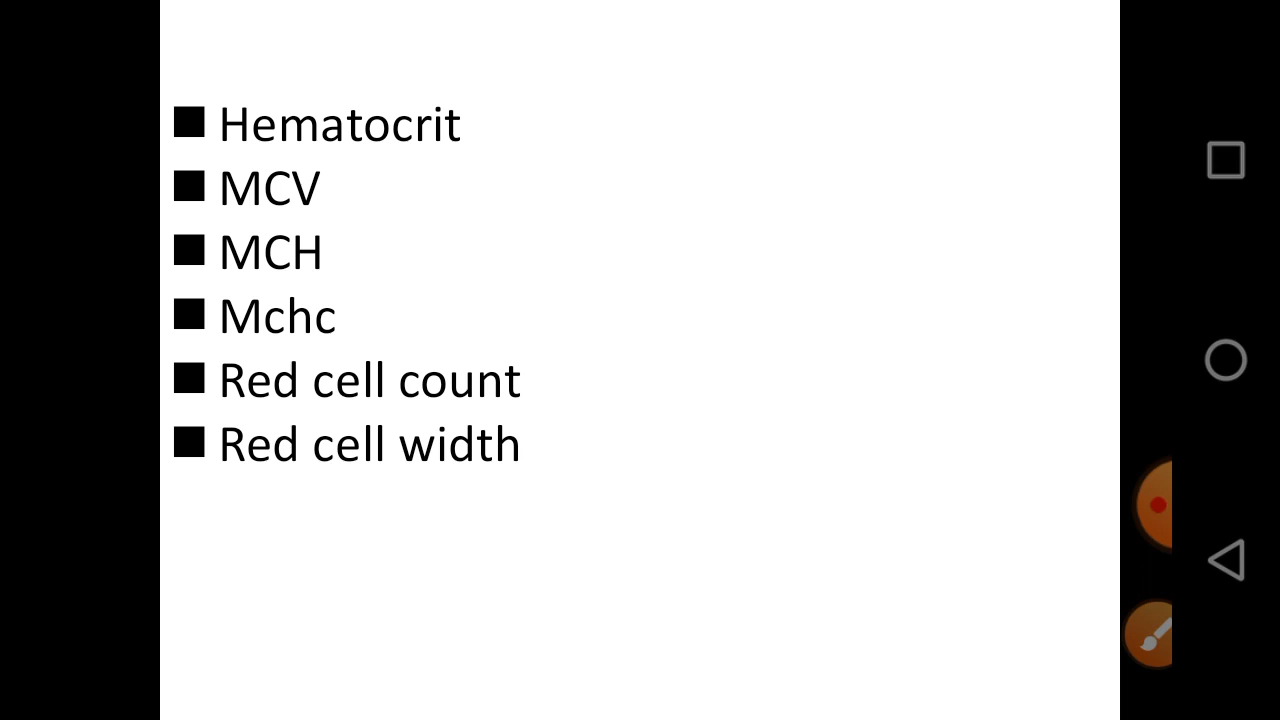 ■ Hematocrit
■ MCV
■ MCH
■ Mchc
■ Red cell count
■ Red cell width